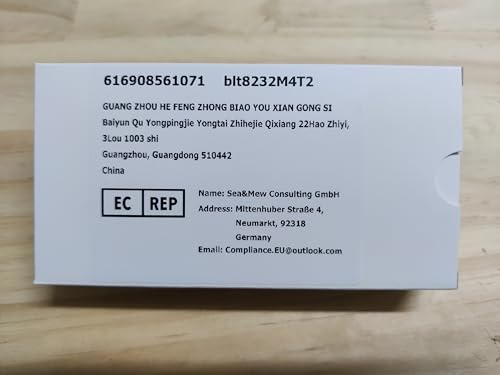 616908561071 blt8232M4T2
GUANG ZHOU HE FENG ZHONG BIAO YOU XIAN GONG SI
Baiyun Qu Yongpingjie Yongtai Zhihejie Qixiang 22Hao Zhiyi,
3Lou 1003 shi
Guangzhou, Guangdong 510442
China
EC REP
Name: Sea&Mew Consulting GmbH
Address: Mittenhuber Straße 4,
Neumarkt, 92318
Germany
Email: Compliance.EU@outlook.com